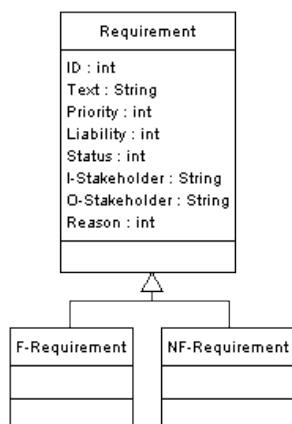 Requirement
ID : int
Text : String
Priority : int
Liability : int
Status : int
I-Stakeholder : String
O-Stakeholder : String
Reason : int
F-Requirement
NF-Requirement